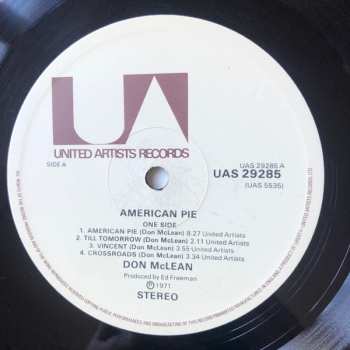 UA
UNITED ARTISTS RECORDS
SIDE A
UAS 29285 A
UAS 29285
(UAS 5535)
AMERICAN PIE
ONE SIDE
1. AMERICAN PIE (Don McLean) 8.27 United Artists
2. TILL TOMORROW (Don McLean) 2.11 United Artists
3. VINCENT (Don McLean) 3.55 United Artists
4. CROSSROADS (Don McLean) 3.34 United Artists
DON McLEAN
Produced by Ed Freeman
℗ 1971
STEREO